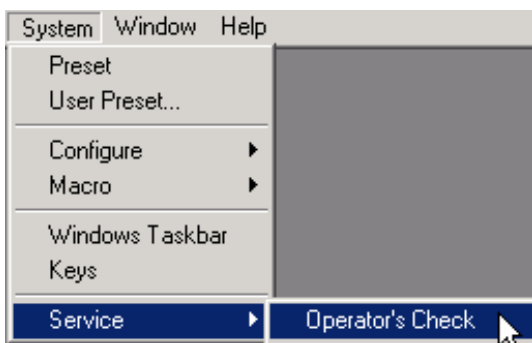 System Window Help
Preset
User Preset...
Configure
Macro
Windows Taskbar
Keys
Service Operator's Check